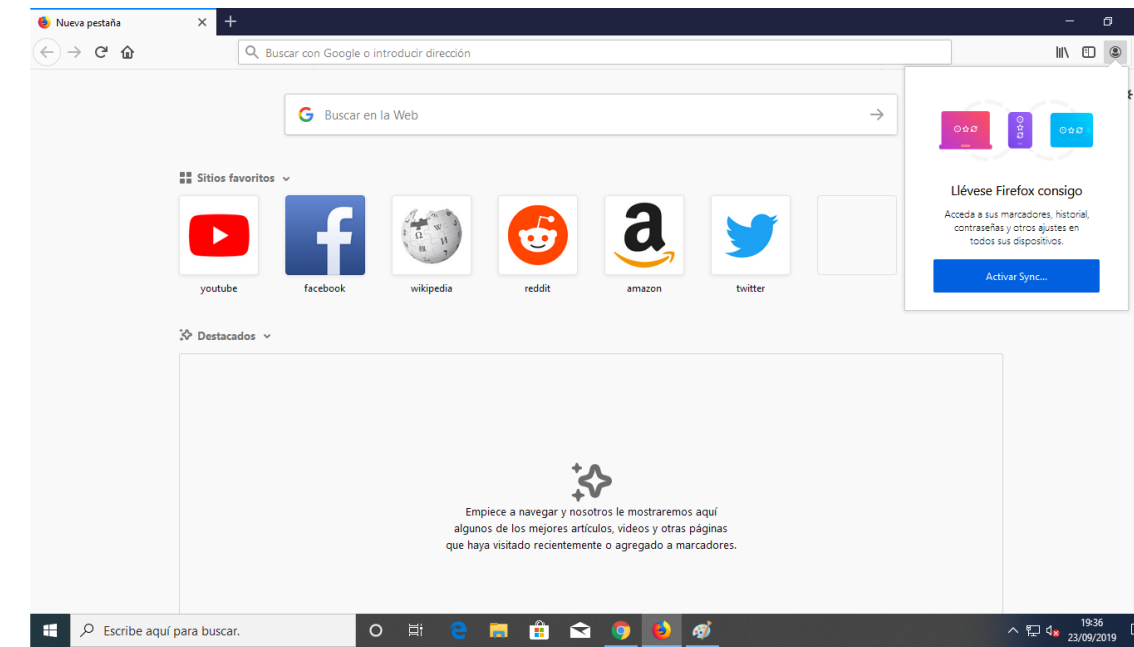 Nueva pestaña
Buscar con Google o introducir dirección
Buscar en la Web
Llévese Firefox consigo
Acceda a sus marcadores, historial,
contraseñas y otros ajustes en
todos sus dispositivos.
Activar Sync...
Sitios favoritos
youtube
facebook
wikipedia
reddit
amazon
twitter
Destacados
Empiece a navegar y nosotros le mostraremos aquí
algunos de los mejores artículos, videos y otras páginas
que haya visitado recientemente o agregado a marcadores.
Escribe aquí para buscar.
19:36
23/09/2019